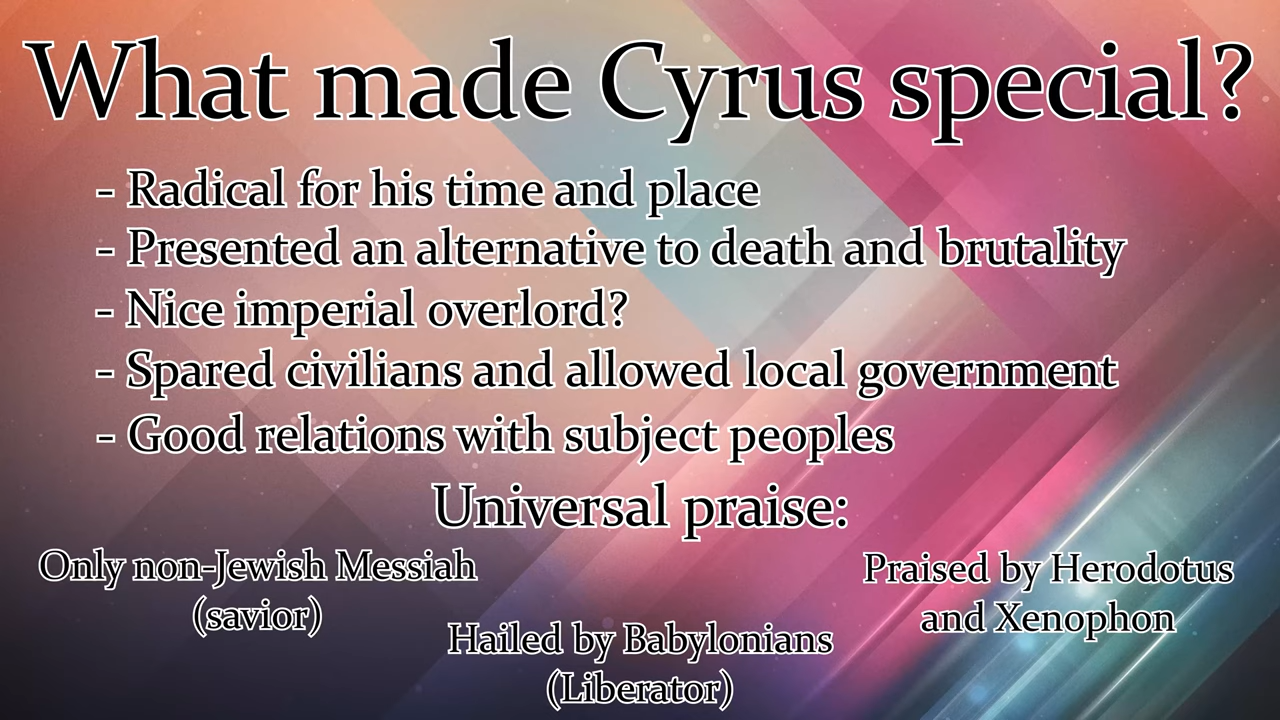 What made Cyrus special?
- Radical for his time and place
- Presented an alternative to death and brutality
- Nice imperial overlord?
- Spared civilians and allowed local government
- Good relations with subject peoples
Universal praise:
Only non-Jewish Messiah
(savior)
Hailed by Babylonians
(Liberator)
Praised by Herodotus
and Xenophon